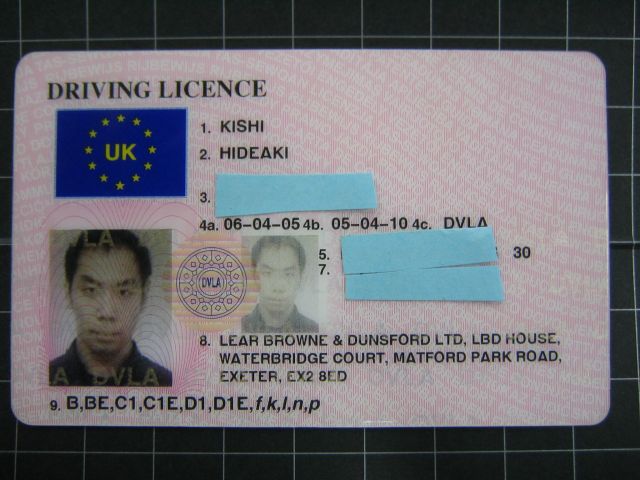 DRIVING LICENCE
UK
1. KISHI
2. HIDEAKI
3.
4a. 06-04-05 4b. 05-04-10 4c. DVLA
5. 30
7.
DVLA
8. LEAR BROWNE & DUNSFORD LTD, LBD HOUSE,
WATERBRIDGE COURT, MATFORD PARK ROAD,
EXETER, EX2 8ED
DVLA
9. B,BE,C1,C1E,D1,D1E,f,k,l,n,p